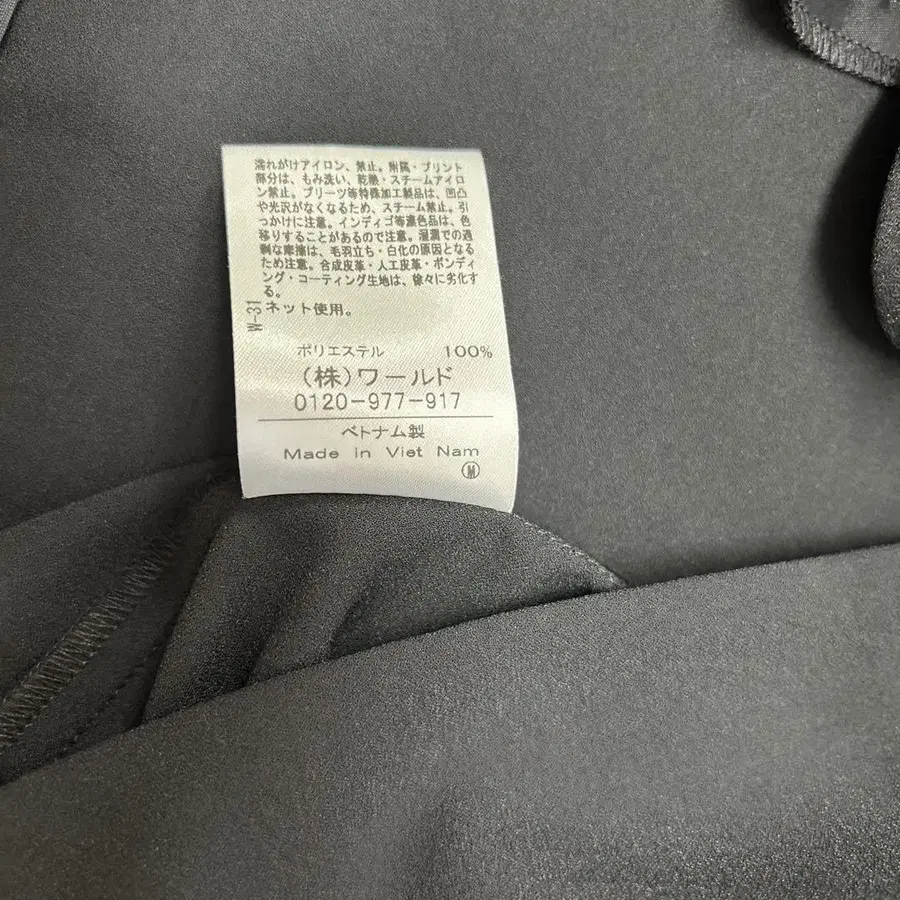 濡れがけアイロン、禁止。附属・プリント
部分は、もみ洗い、乾熱・スチームアイロ
ン禁止。プリーツ等特殊加工製品は、凹凸
や光沢がなくなるため、スチーム禁止。引
っかけに注意。インディゴ等濃色品は、色
移りすることがあるので注意。湿潤での過
剰な摩擦は、毛羽立ち・白化の原因となる
ため注意。合成皮革・人工皮革・ボンディ
ング・コーティング生地は、徐々に劣化す
る。
ネット使用。
W-31
ポリエステル 100%
(株)ワールド
0120-977-917
ベトナム製
Made in Viet Nam
Ⓜ